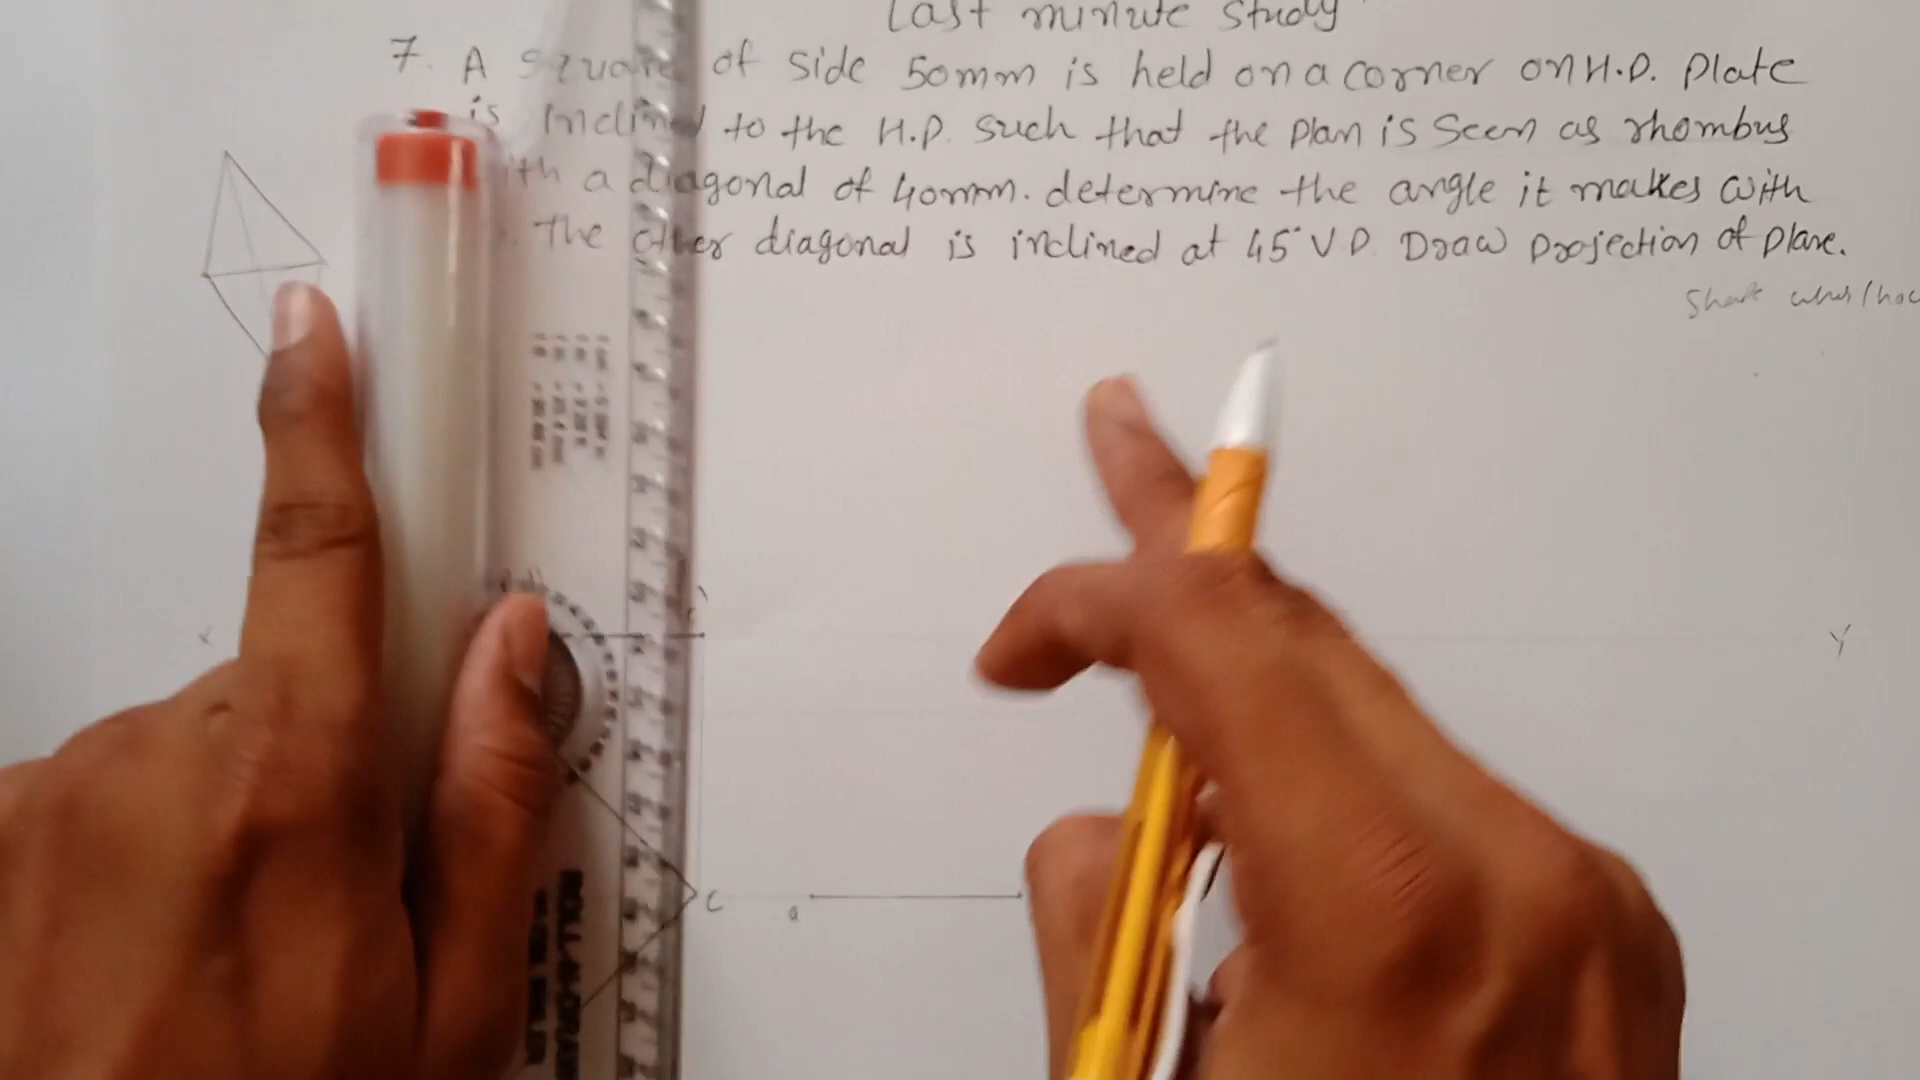 Last minute study
7. A square of side 50mm is held on a corner on H.P. Plate
is inclined to the H.P. such that the plan is seen as rhombus
with a diagonal of 40mm. determine the angle it makes with
the other diagonal is inclined at 45° V P. Draw projection of plane.
X
Y
c
a